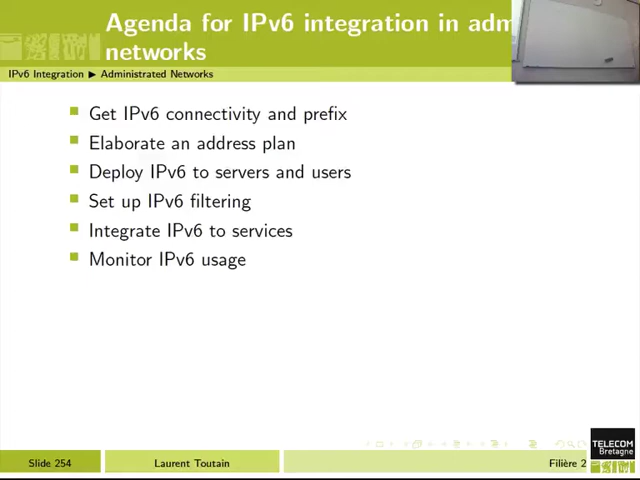 Agenda for IPv6 integration in adm
networks
IPv6 Integration ▶ Administrated Networks
Get IPv6 connectivity and prefix
Elaborate an address plan
Deploy IPv6 to servers and users
Set up IPv6 filtering
Integrate IPv6 to services
Monitor IPv6 usage
TELECOM
Bretagne
Slide 254
Laurent Toutain
Filière 2